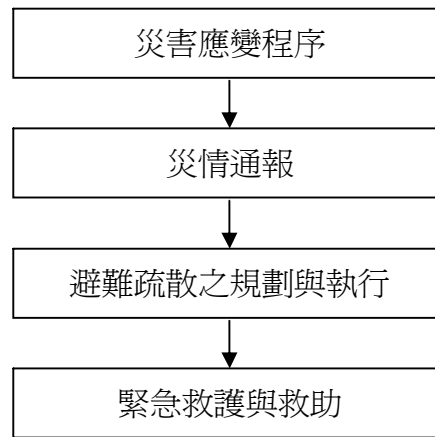 災害應變程序
災情通報
避難疏散之規劃與執行
緊急救護與救助